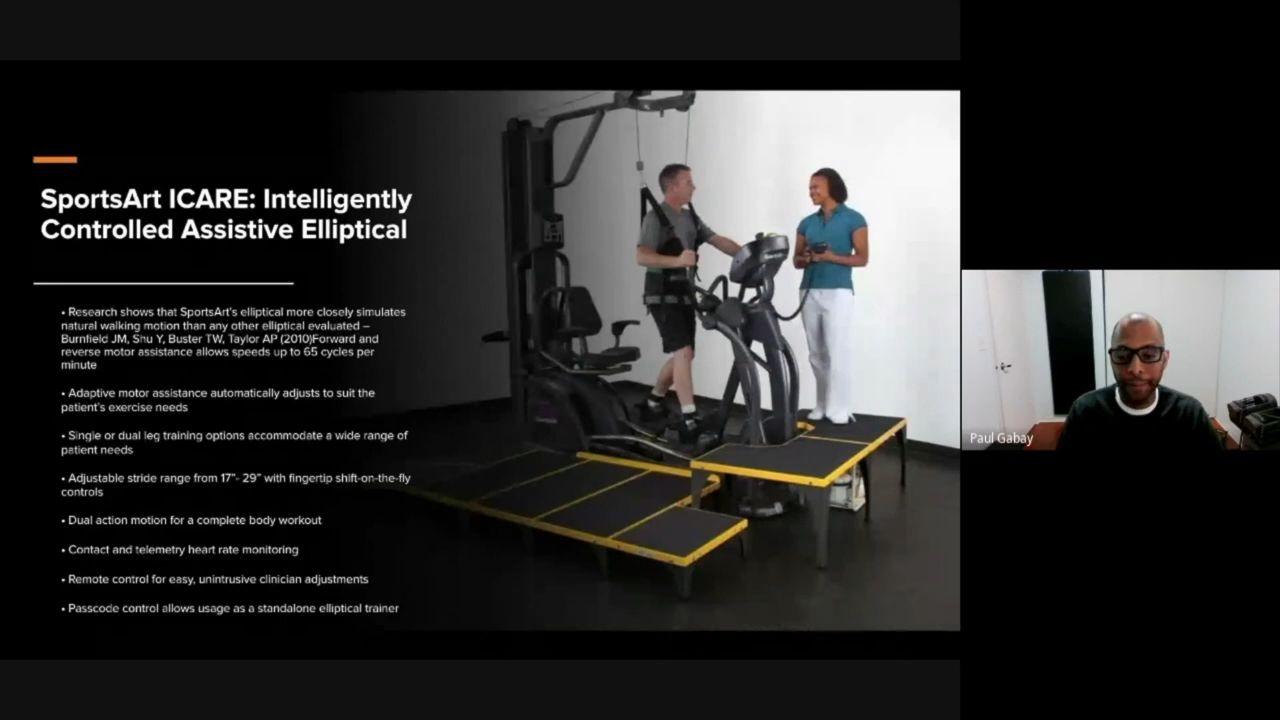 SportsArt ICARE: Intelligently
Controlled Assistive Elliptical
• Research shows that SportsArt's elliptical more closely simulates
natural walking motion than any other elliptical evaluated –
Burnfield JM, Shu Y, Buster TW, Taylor AP (2010)Forward and
reverse motor assistance allows speeds up to 65 cycles per
minute
• Adaptive motor assistance automatically adjusts to suit the
patient's exercise needs
• Single or dual leg training options accommodate a wide range of
patient needs
• Adjustable stride range from 17"- 29" with fingertip shift-on-the-fly
controls
• Dual action motion for a complete body workout
• Contact and telemetry heart rate monitoring
• Remote control for easy, unintrusive clinician adjustments
• Passcode control allows usage as a standalone elliptical trainer
Paul Gabay